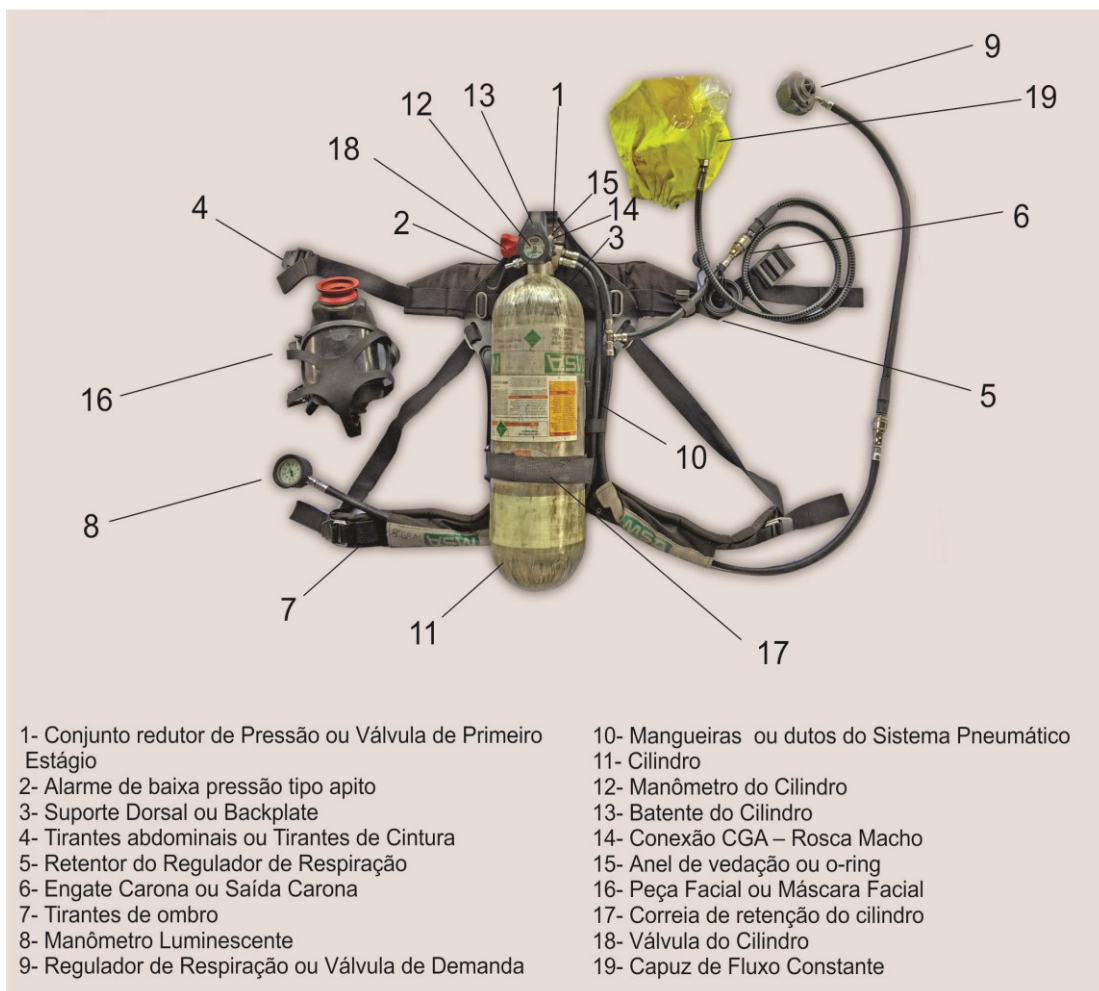 9
13
1
12
19
18
15
14
4
2
3
6
16
5
10
8
7
11
17
MSA
MSA
MSA
1- Conjunto redutor de Pressão ou Válvula de Primeiro
Estágio
2- Alarme de baixa pressão tipo apito
3- Suporte Dorsal ou Backplate
4- Tirantes abdominais ou Tirantes de Cintura
5- Retentor do Regulador de Respiração
6- Engate Carona ou Saída Carona
7- Tirantes de ombro
8- Manômetro Luminescente
9- Regulador de Respiração ou Válvula de Demanda
10- Mangueiras ou dutos do Sistema Pneumático
11- Cilindro
12- Manômetro do Cilindro
13- Batente do Cilindro
14- Conexão CGA – Rosca Macho
15- Anel de vedação ou o-ring
16- Peça Facial ou Máscara Facial
17- Correia de retenção do cilindro
18- Válvula do Cilindro
19- Capuz de Fluxo Constante